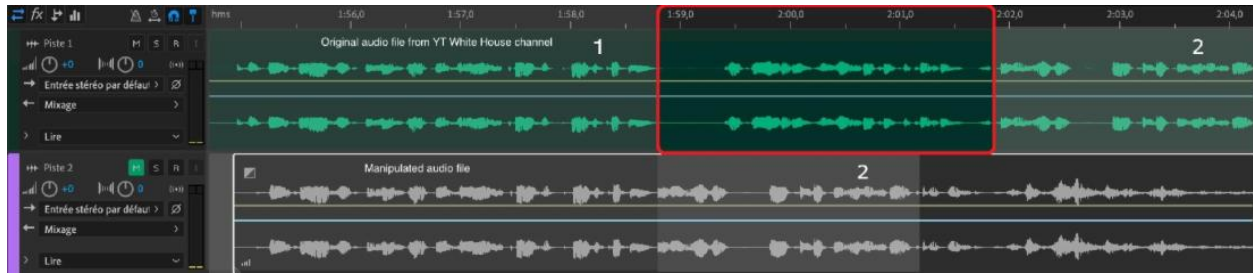 fx hms 1:56,0 1:57,0 1:58,0 1:59,0 2:00,0 2:01,0 2:02,0 2:03,0 2:04,0
Piste 1 M S R I
Original audio file from YT White House channel 1 2
+0 0
Entrée stéréo par défaut > Ø
Mixage >
> Lire
Piste 2 M S R I
Manipulated audio file 2
+0 0
Entrée stéréo par défaut > Ø
Mixage >
> Lire